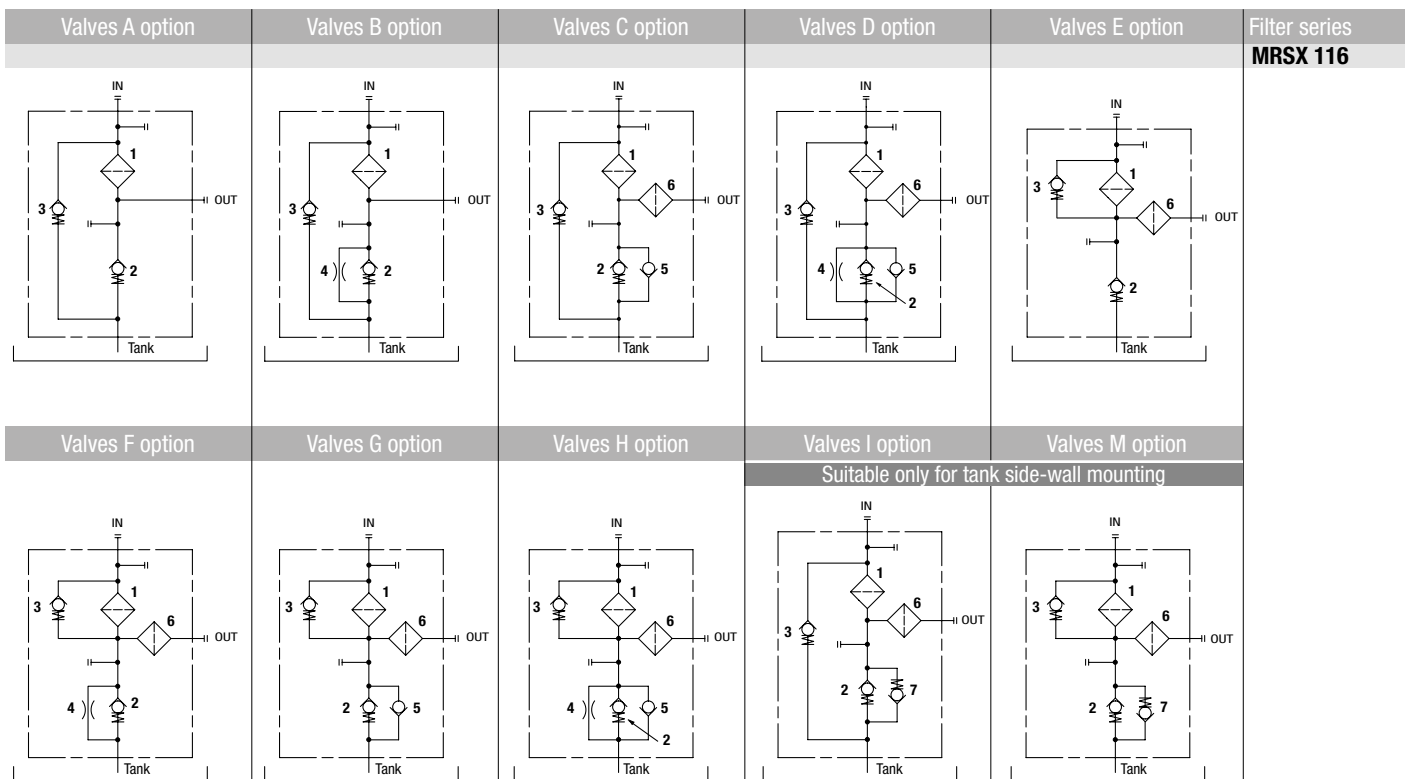 Valves A option
Valves B option
Valves C option
Valves D option
Valves E option
Filter series
MRSX 116
IN
1
3
OUT
2
Tank
IN
1
3
OUT
4
2
Tank
IN
1
6
3
OUT
2
5
Tank
IN
1
6
3
OUT
4
5
2
Tank
IN
3
1
6
OUT
2
Tank
Valves F option
Valves G option
Valves H option
Valves I option
Valves M option
Suitable only for tank side-wall mounting
IN
3
1
6
OUT
4
2
Tank
IN
3
1
6
OUT
2
5
Tank
IN
3
1
6
OUT
4
5
2
Tank
IN
1
6
3
OUT
2
7
Tank
IN
3
1
6
OUT
2
7
Tank